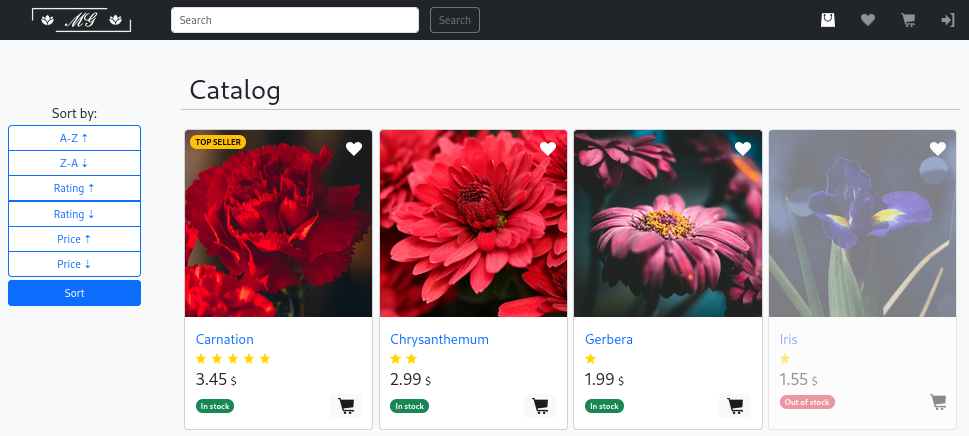 MG
Search
Search
Catalog
Sort by:
A-Z ↑
Z-A ↓
Rating ↑
Rating ↓
Price ↑
Price ↓
Sort
TOP SELLER
Carnation
3.45 $
In stock
Chrysanthemum
2.99 $
In stock
Gerbera
1.99 $
In stock
Iris
1.55 $
Out of stock